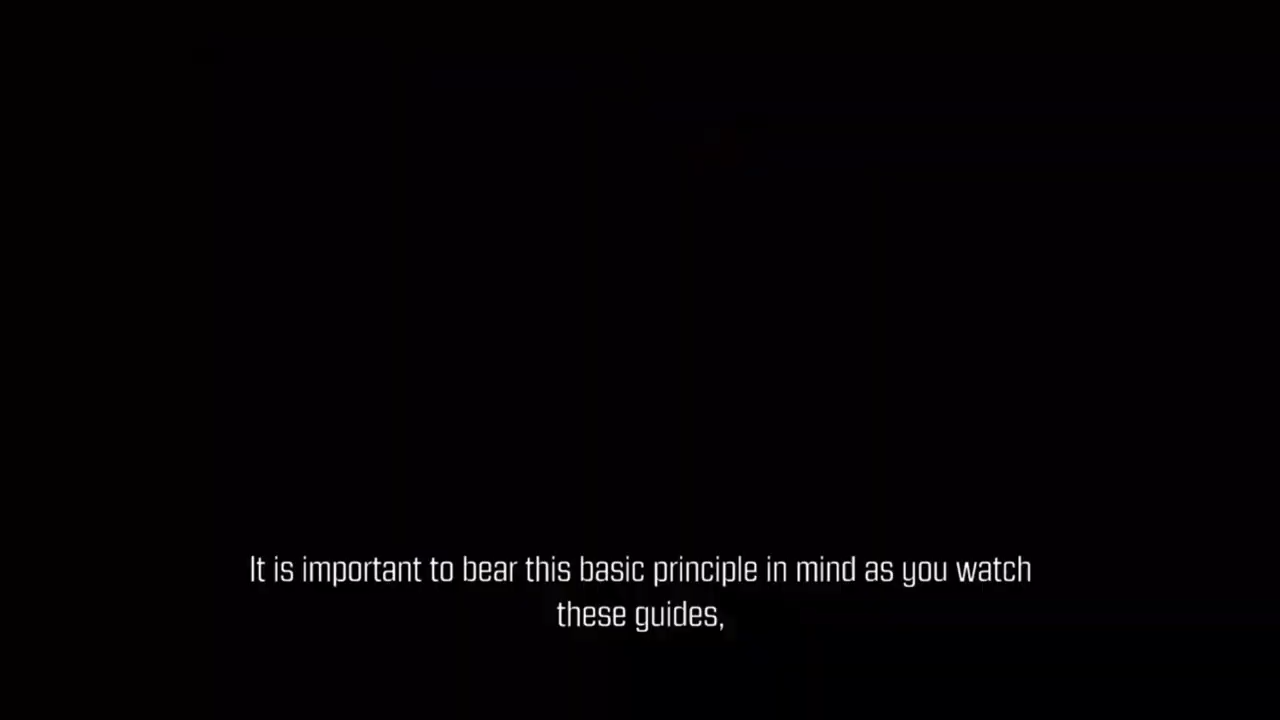 It is important to bear this basic principle in mind as you watch
these guides,